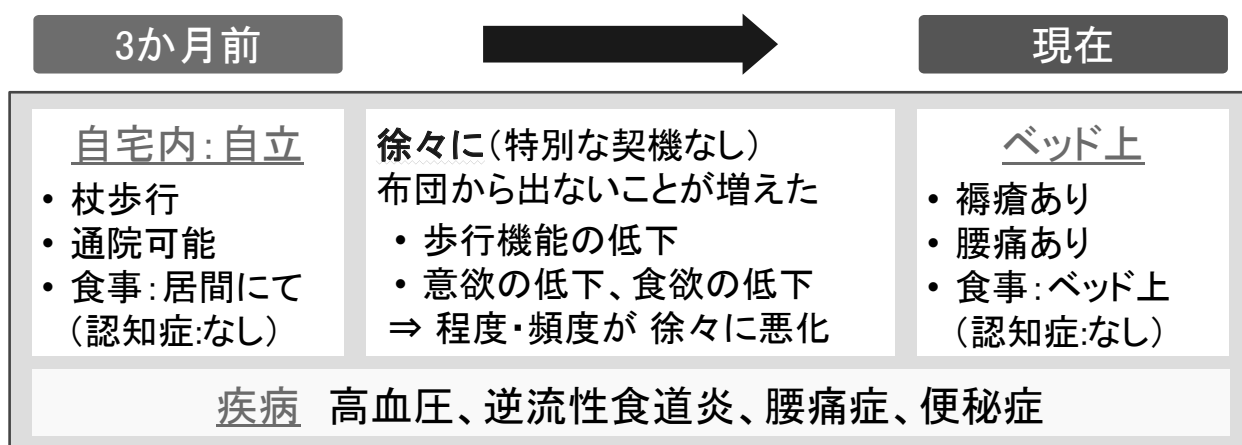 3か月前
現在
自宅内：自立
• 杖歩行
• 通院可能
• 食事：居間にて
（認知症:なし）
徐々に（特別な契機なし）
布団から出ないことが増えた
• 歩行機能の低下
• 意欲の低下、食欲の低下
⇒ 程度・頻度が 徐々に悪化
ベッド上
• 褥瘡あり
• 腰痛あり
• 食事：ベッド上
（認知症:なし）
疾病 高血圧、逆流性食道炎、腰痛症、便秘症